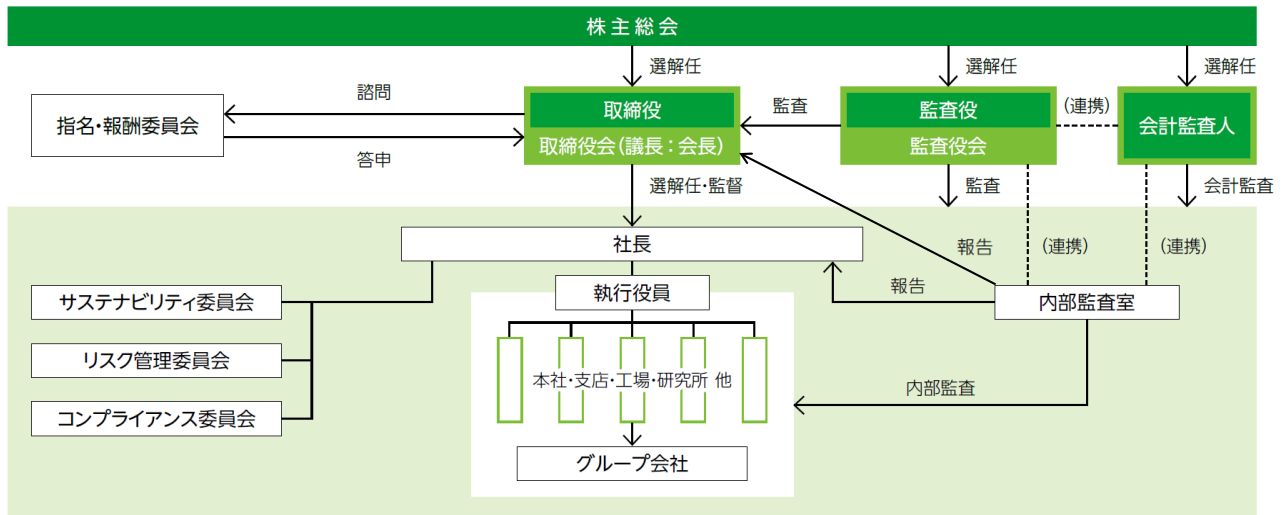 株主総会
選解任
選解任
選解任
諮問
指名・報酬委員会
答申
取締役
取締役会（議長：会長）
監査
監査役
監査役会
（連携）
会計監査人
選解任・監督
監査
会計監査
社長
報告
（連携）
（連携）
サステナビリティ委員会
執行役員
報告
内部監査室
リスク管理委員会
本社・支店・工場・研究所 他
内部監査
コンプライアンス委員会
グループ会社